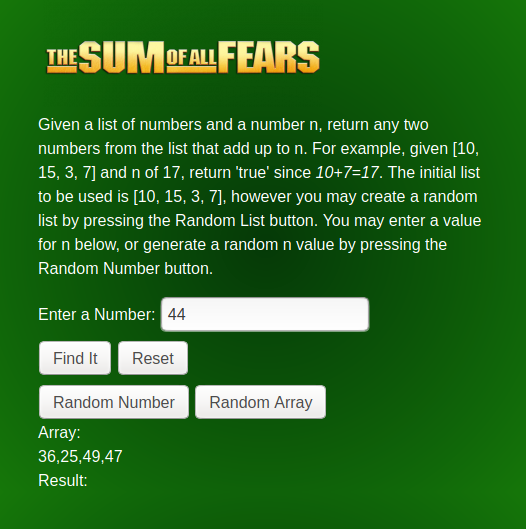 THE SUM OF ALL FEARS
Given a list of numbers and a number n, return any two
numbers from the list that add up to n. For example, given [10,
15, 3, 7] and n of 17, return 'true' since 10+7=17. The initial list
to be used is [10, 15, 3, 7], however you may create a random
list by pressing the Random List button. You may enter a value
for n below, or generate a random n value by pressing the
Random Number button.
Enter a Number: 44
Find It Reset
Random Number Random Array
Array:
36,25,49,47
Result: